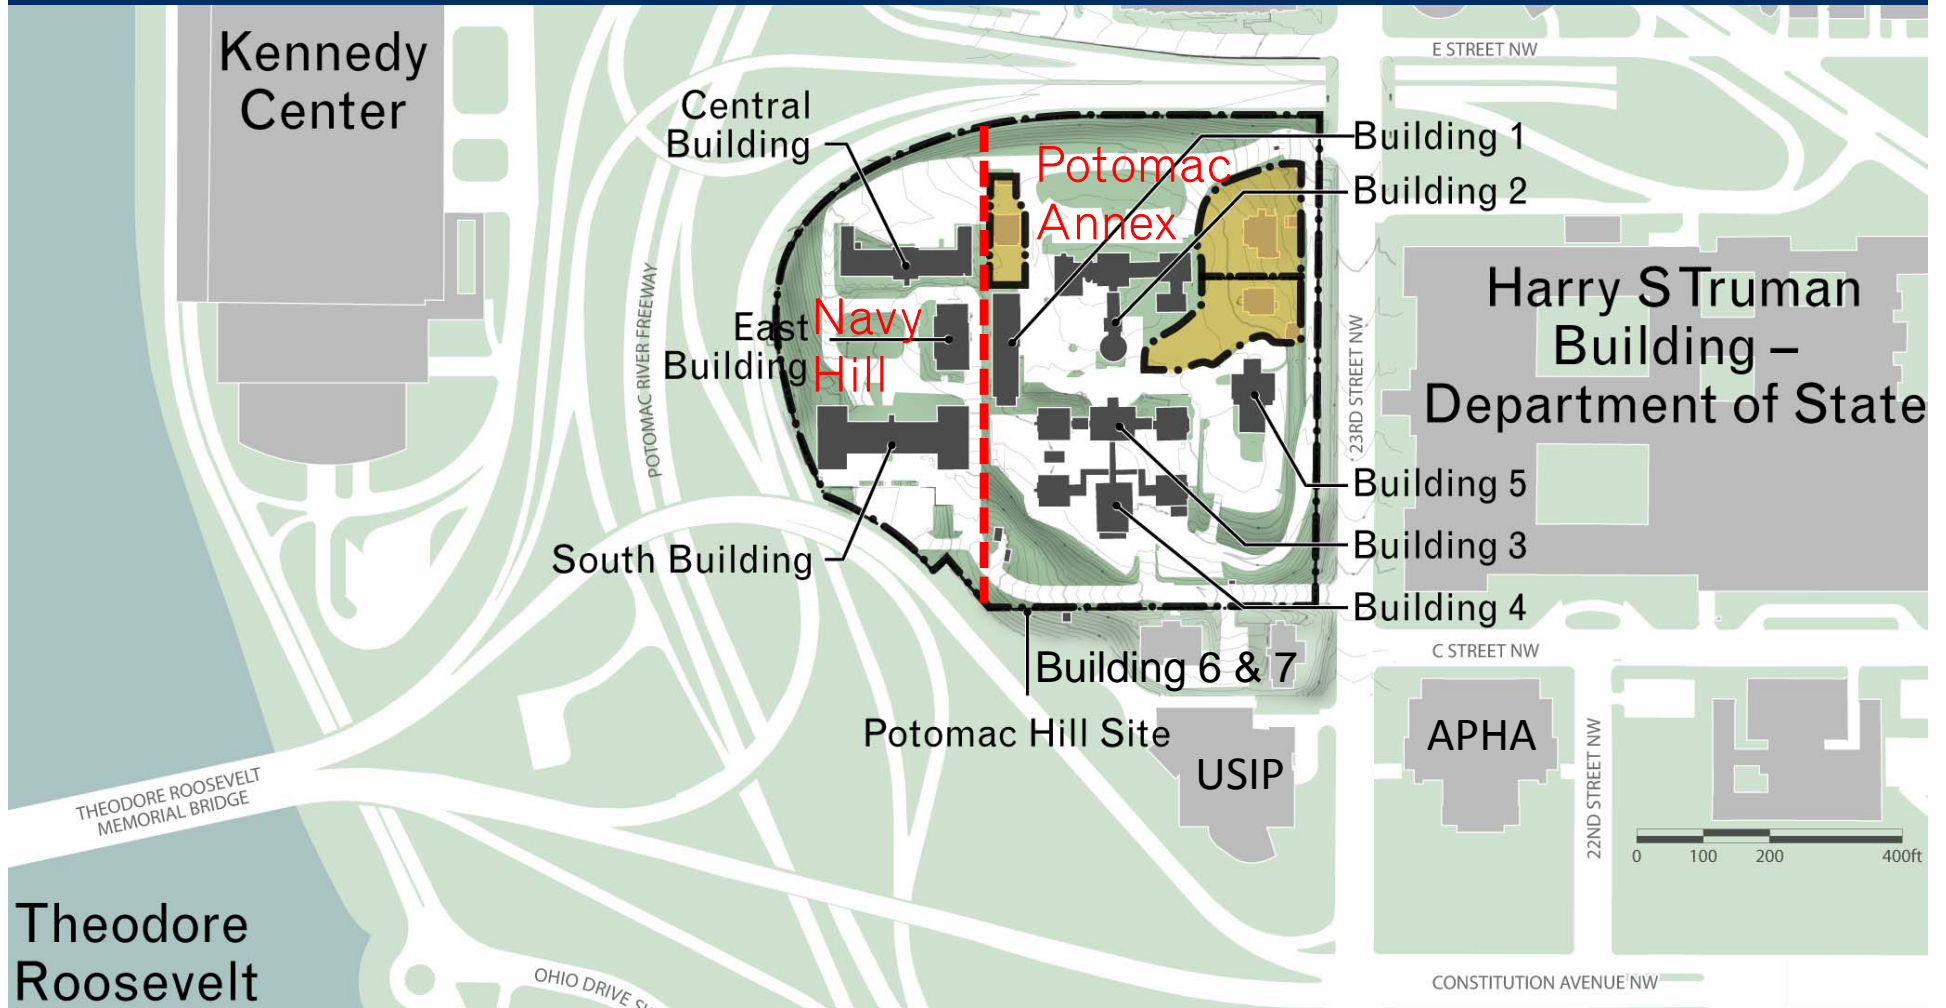 Kennedy
Center
E STREET NW
Central
Building
Building 1
Potomac
Annex
Building 2
Harry S Truman
Building –
Department of State
POTOMAC RIVER FREEWAY
East
Building
Navy
Hill
23RD STREET NW
Building 5
South Building
Building 3
Building 4
C STREET NW
Building 6 & 7
Potomac Hill Site
USIP
APHA
22ND STREET NW
THEODORE ROOSEVELT
MEMORIAL BRIDGE
0 100 200 400ft
Theodore
Roosevelt
OHIO DRIVE
CONSTITUTION AVENUE NW